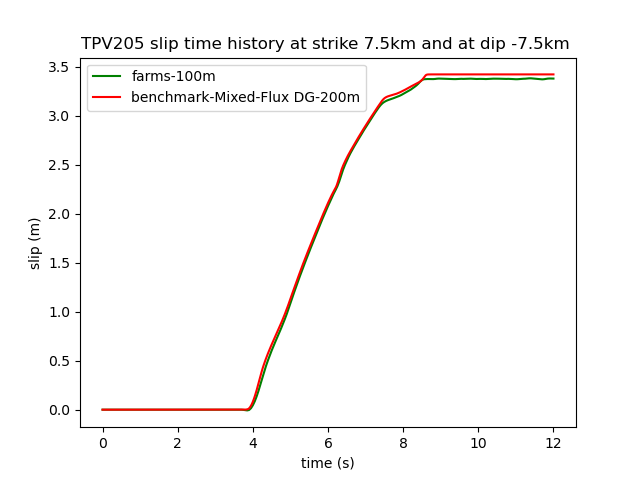 TPV205 slip time history at strike 7.5km and at dip -7.5km
farms-100m
benchmark-Mixed-Flux DG-200m
3.5
3.0
2.5
2.0
1.5
1.0
0.5
0.0
slip (m)
0 2 4 6 8 10 12
time (s)